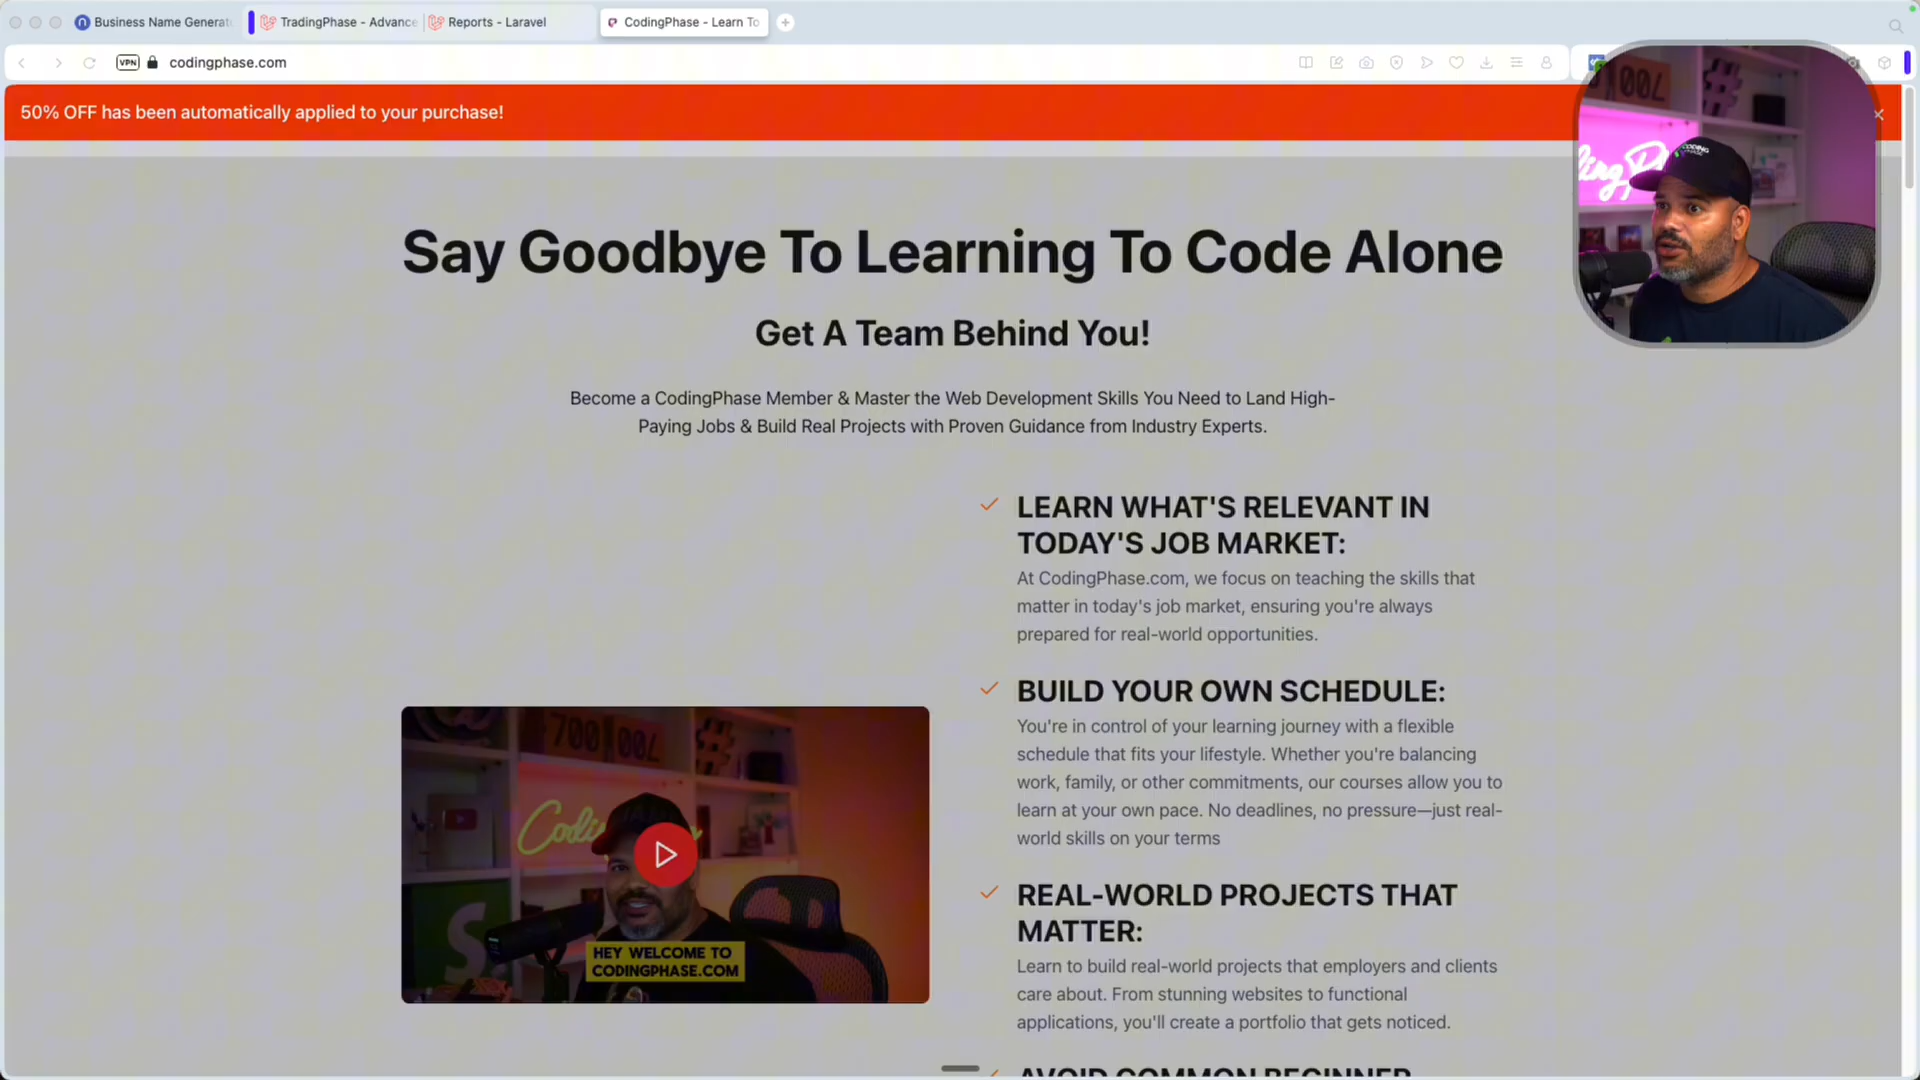 Business Name Generat
TradingPhase - Advance
Reports - Laravel
CodingPhase - Learn To
VPN
codingphase.com
50% OFF has been automatically applied to your purchase!
CODING
PHASE
Say Goodbye To Learning To Code Alone
Get A Team Behind You!
Become a CodingPhase Member & Master the Web Development Skills You Need to Land High-
Paying Jobs & Build Real Projects with Proven Guidance from Industry Experts.
LEARN WHAT'S RELEVANT IN
TODAY'S JOB MARKET:
At CodingPhase.com, we focus on teaching the skills that
matter in today's job market, ensuring you're always
prepared for real-world opportunities.
BUILD YOUR OWN SCHEDULE:
You're in control of your learning journey with a flexible
schedule that fits your lifestyle. Whether you're balancing
work, family, or other commitments, our courses allow you to
learn at your own pace. No deadlines, no pressure—just real-
world skills on your terms
HEY WELCOME TO
CODINGPHASE.COM
REAL-WORLD PROJECTS THAT
MATTER:
Learn to build real-world projects that employers and clients
care about. From stunning websites to functional
applications, you'll create a portfolio that gets noticed.
AVOID COMMON BEGINNER